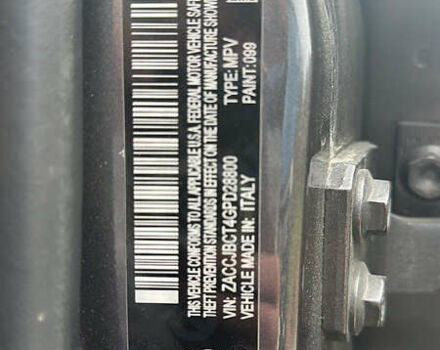 THIS VEHICLE CONFORMS TO ALL APPLICABLE U.S.A. FEDERAL MOTOR VEHICLE SAFE
THEFT PREVENTION STANDARDS IN EFFECT ON THE DATE OF MANUFACTURE SHOWN
VIN: ZACCJBCT4GPD28800 TYPE: MPV
VEHICLE MADE IN: ITALY PAINT: 099